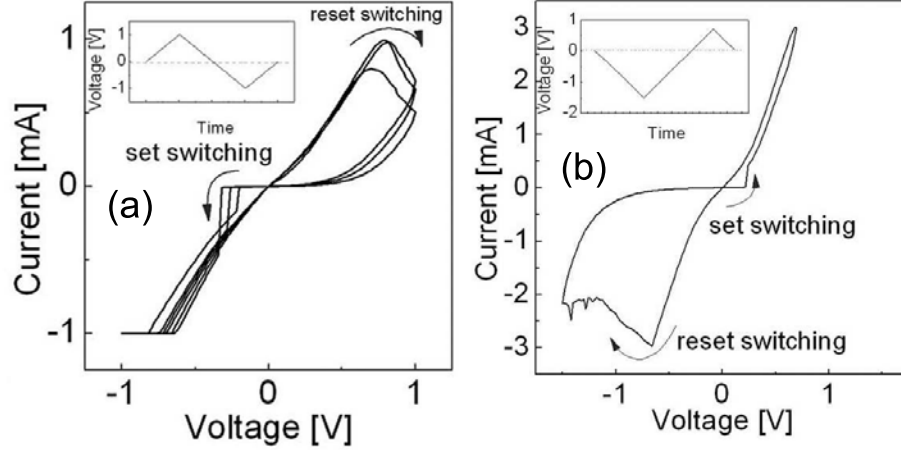 reset switching
1
0
-1
Voltage [V]
Time
set switching
(a)
Current [mA]
1
0
-1
-1
0
1
Voltage [V]
1
0
-1
-2
Voltage [V]
Time
(b)
set switching
reset switching
Current [mA]
3
2
1
0
-1
-2
-3
-1
0
1
Voltage [V]